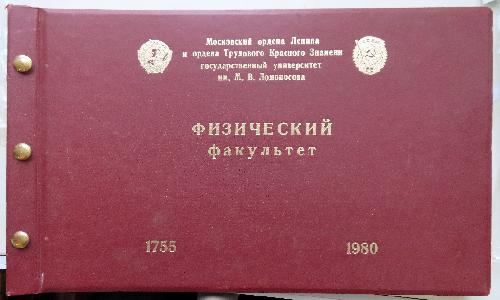 Московский ордена Ленина
и ордена Трудового Красного Знамени
государственный университет
им. М. В. Ломоносова
ФИЗИЧЕСКИЙ
факультет
1755 1980